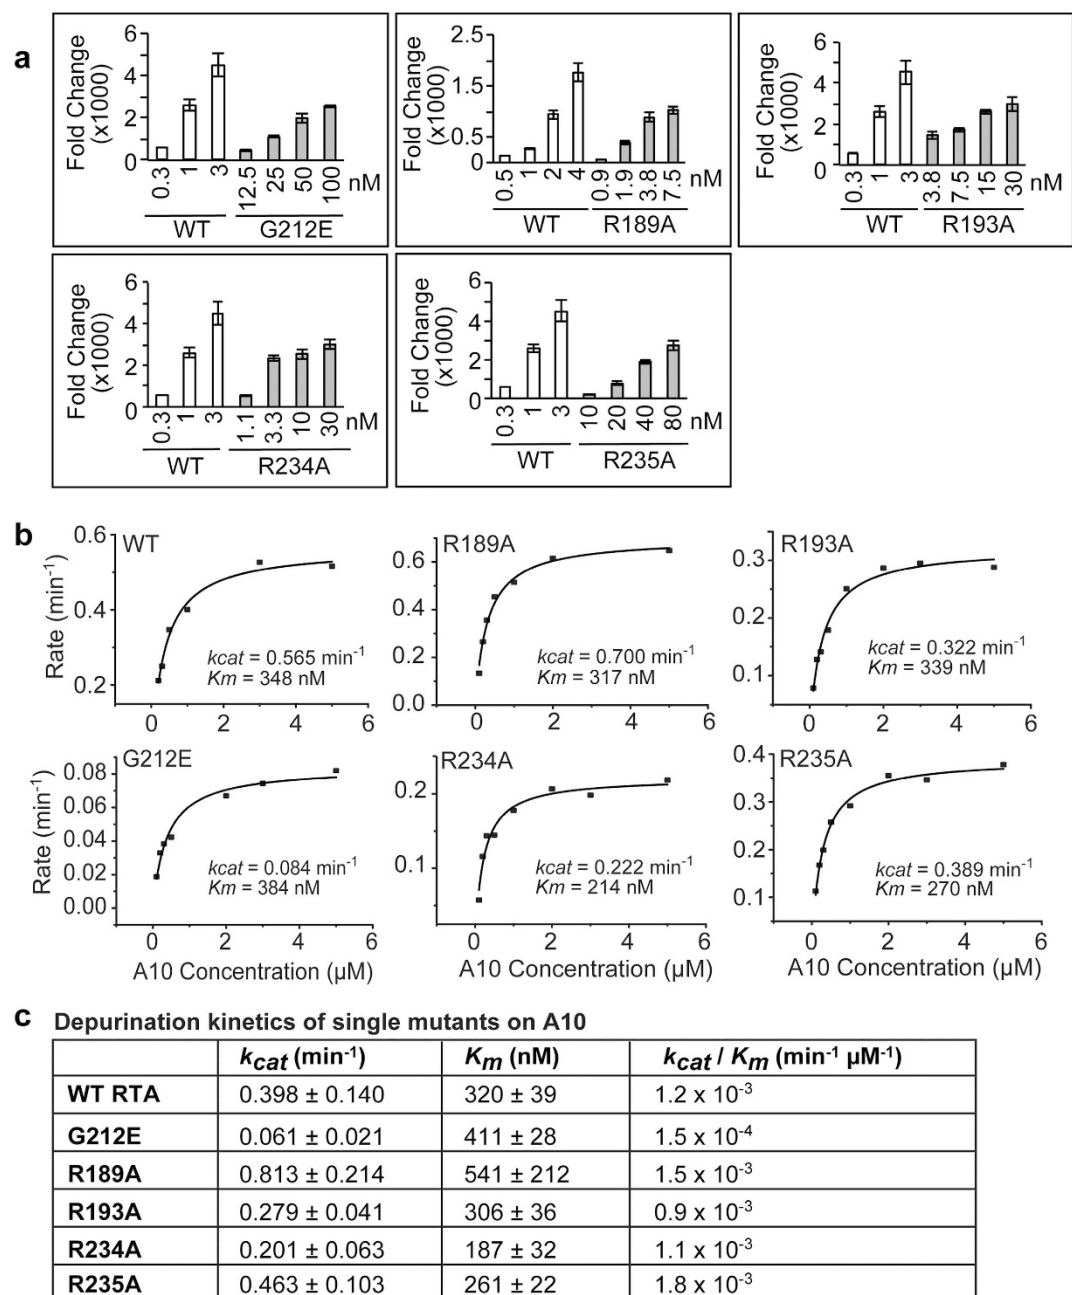 a
Fold Change
(x1000)
6
4
2
0
0.3
1
3
12.5
25
50
100
nM
WT
G212E
Fold Change
(x1000)
2.5
1.5
0.5
0
0.5
1
2
4
0.9
1.9
3.8
7.5
nM
WT
R189A
Fold Change
(x1000)
6
4
2
0
0.3
1
3
3.8
7.5
15
30
nM
WT
R193A
Fold Change
(x1000)
6
4
2
0
0.3
1
3
1.1
3.3
10
30
nM
WT
R234A
Fold Change
(x1000)
6
4
2
0
0.3
1
3
10
20
40
80
nM
WT
R235A
b
Rate (min-1)
0.6
0.4
0.2
WT
kcat = 0.565 min-1
Km = 348 nM
0 2 4 6
0.6
0.4
0.2
0.0
R189A
kcat = 0.700 min-1
Km = 317 nM
0 2 4 6
0.3
0.2
0.1
R193A
kcat = 0.322 min-1
Km = 339 nM
0 2 4 6
Rate (min-1)
0.08
0.06
0.04
0.02
0.00
G212E
kcat = 0.084 min-1
Km = 384 nM
0 2 4 6
A10 Concentration (µM)
0.2
0.1
R234A
kcat = 0.222 min-1
Km = 214 nM
0 2 4 6
A10 Concentration (µM)
0.4
0.3
0.2
0.1
R235A
kcat = 0.389 min-1
Km = 270 nM
0 2 4 6
A10 Concentration (µM)
c Depurination kinetics of single mutants on A10
kcat (min-1) Km (nM) kcat / Km (min-1 µM-1)
WT RTA 0.398 ± 0.140 320 ± 39 1.2 x 10-3
G212E 0.061 ± 0.021 411 ± 28 1.5 x 10-4
R189A 0.813 ± 0.214 541 ± 212 1.5 x 10-3
R193A 0.279 ± 0.041 306 ± 36 0.9 x 10-3
R234A 0.201 ± 0.063 187 ± 32 1.1 x 10-3
R235A 0.463 ± 0.103 261 ± 22 1.8 x 10-3